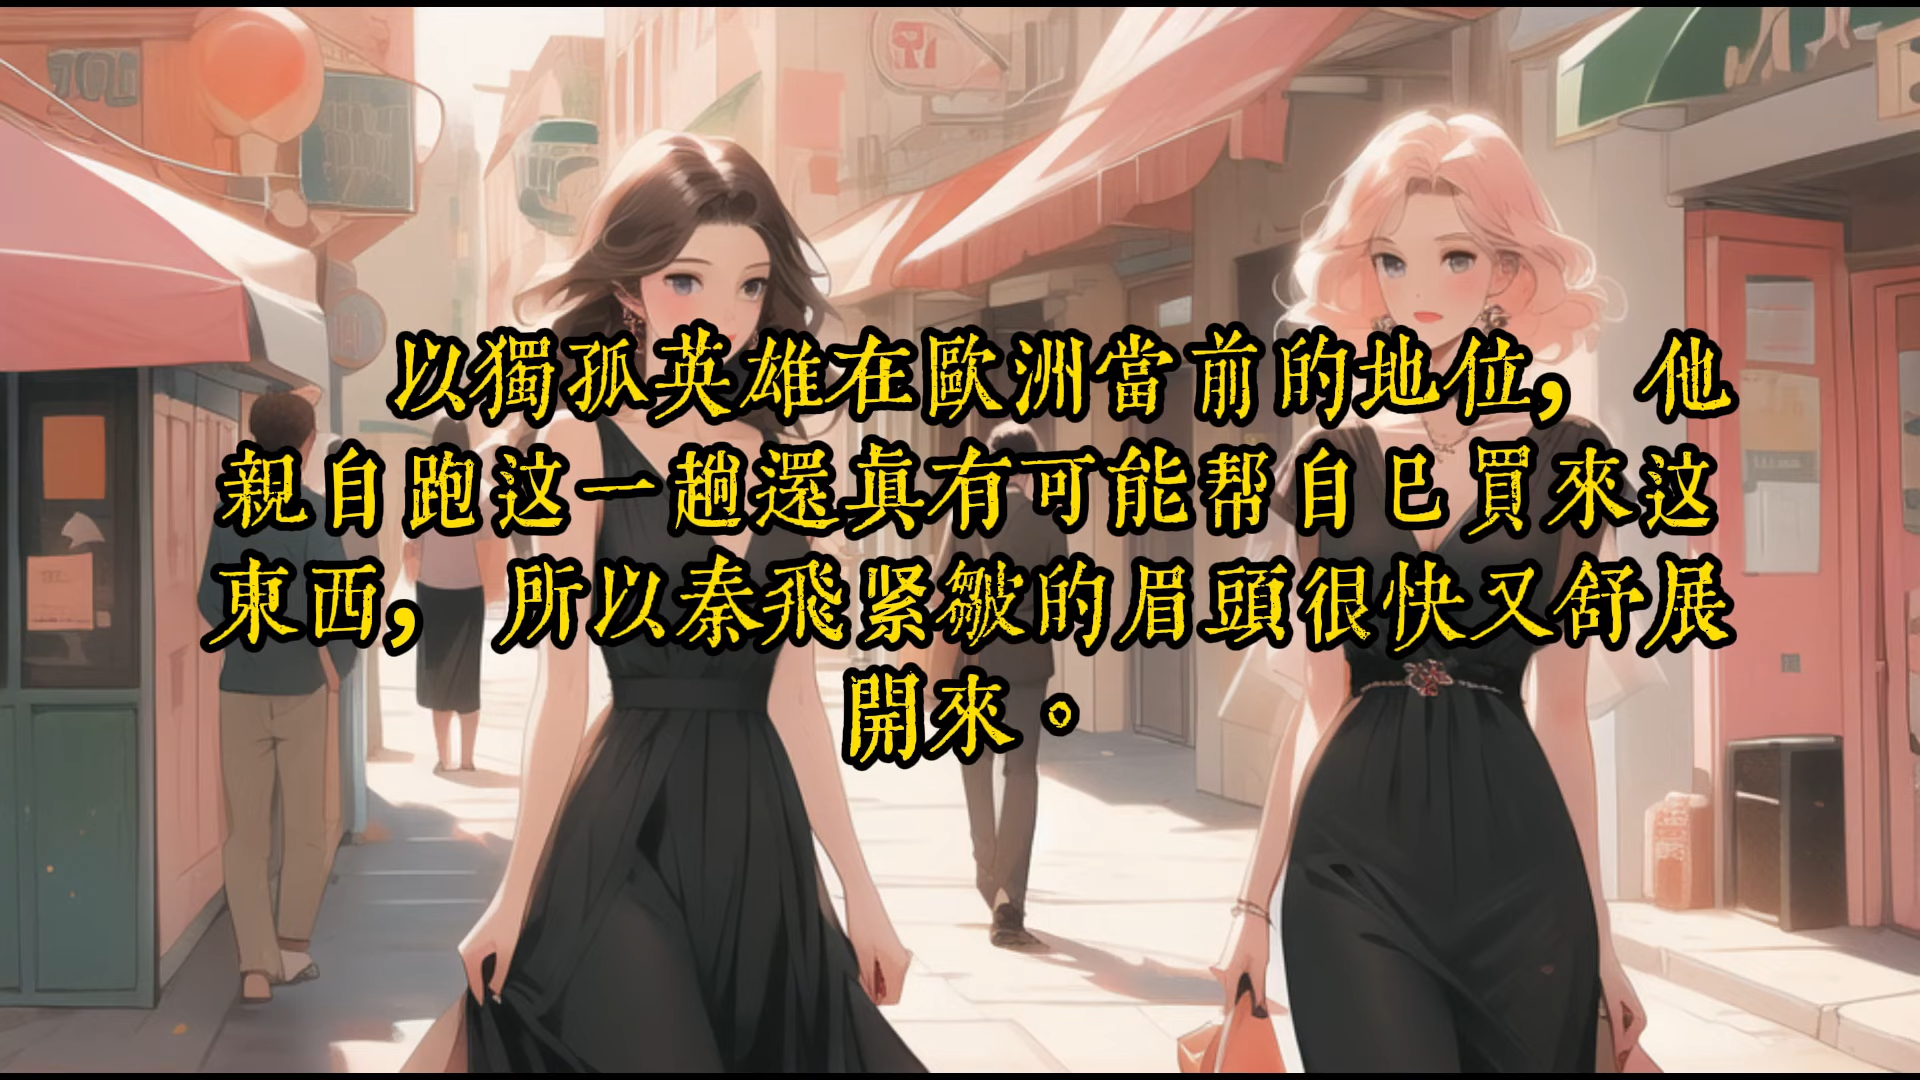 以獨孤英雄在歐洲當前的地位，他
親自跑这一趟還真有可能帮自已買來这
東西，所以秦飛紧皺的眉頭很快又舒展
開來。